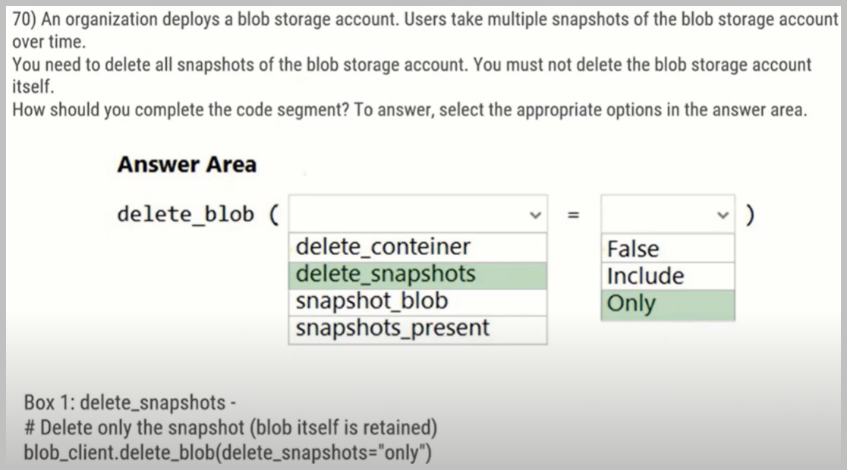 70) An organization deploys a blob storage account. Users take multiple snapshots of the blob storage account
over time.
You need to delete all snapshots of the blob storage account. You must not delete the blob storage account
itself.
How should you complete the code segment? To answer, select the appropriate options in the answer area.
Answer Area
delete_blob ( = )
delete_conteiner
delete_snapshots
snapshot_blob
snapshots_present
False
Include
Only
Box 1: delete_snapshots -
# Delete only the snapshot (blob itself is retained)
blob_client.delete_blob(delete_snapshots="only")